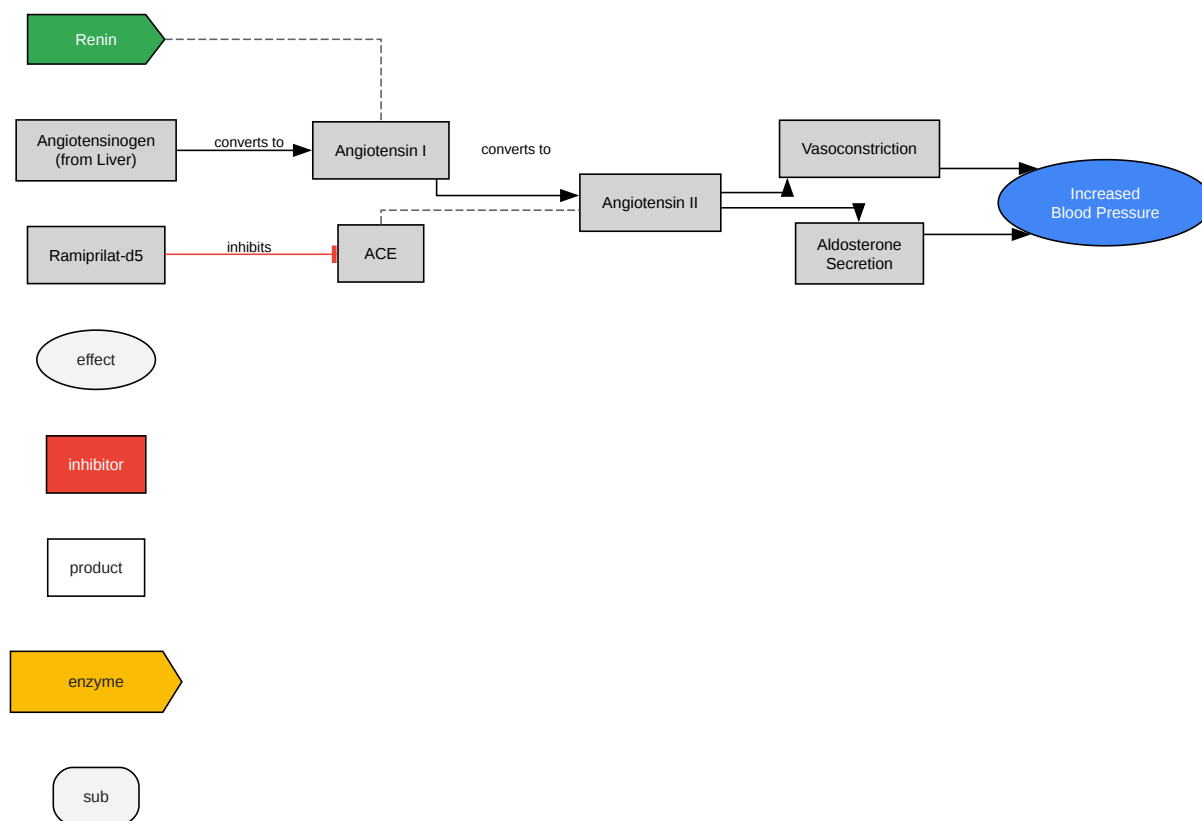 Renin
Angiotensinogen
(from Liver)
converts to
Angiotensin I
converts to
Angiotensin II
Vasoconstriction
Increased
Blood Pressure
Aldosterone
Secretion
Ramiprilat-d5
inhibits
ACE
effect
inhibitor
product
enzyme
sub